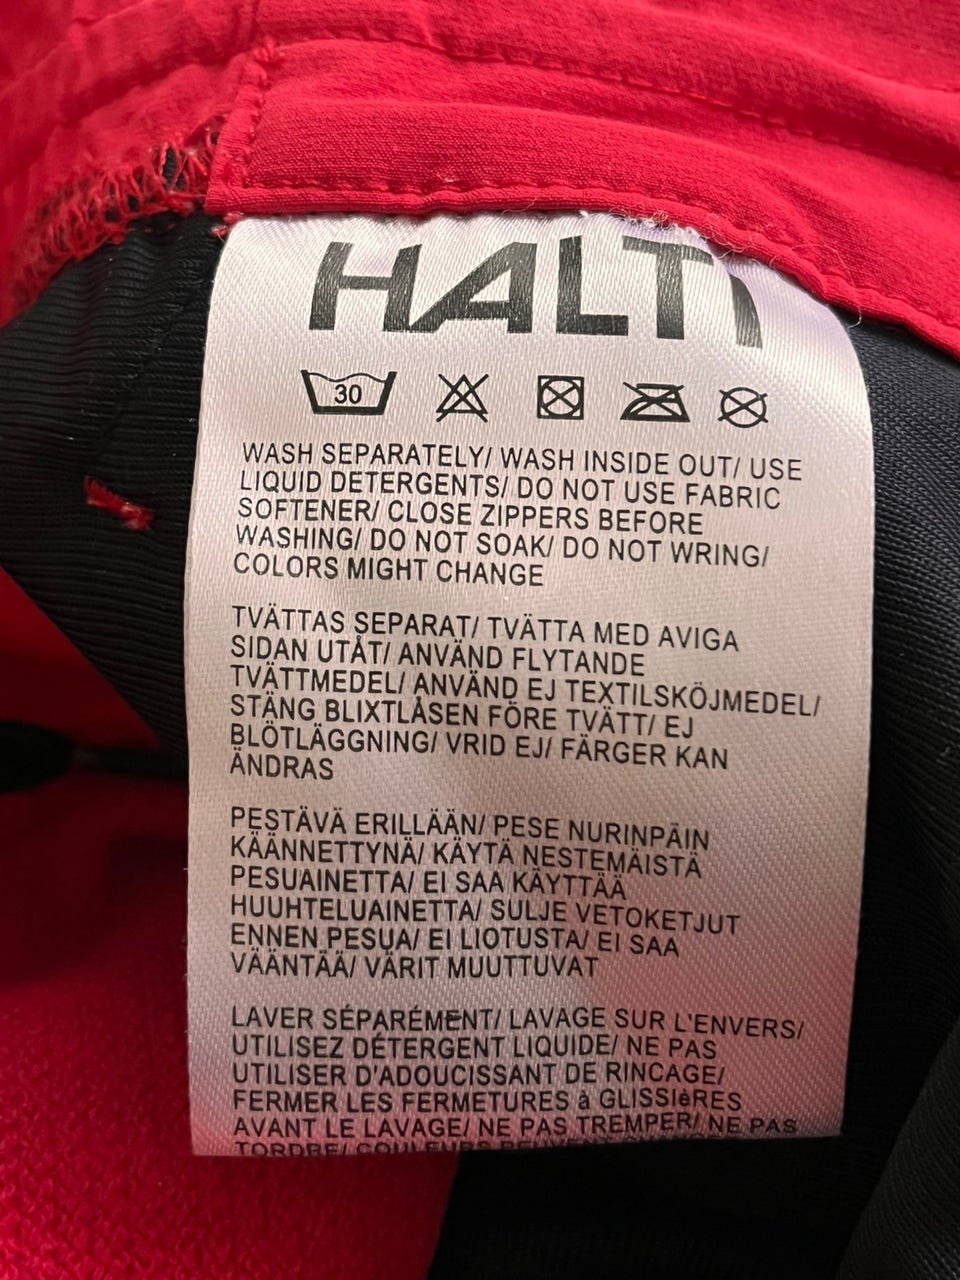 HALTI
30
WASH SEPARATELY/ WASH INSIDE OUT/ USE
LIQUID DETERGENTS/ DO NOT USE FABRIC
SOFTENER/ CLOSE ZIPPERS BEFORE
WASHING/ DO NOT SOAK/ DO NOT WRING/
COLORS MIGHT CHANGE
TVÄTTAS SEPARAT/ TVÄTTA MED AVIGA
SIDAN UTÅT/ ANVÄND FLYTANDE
TVÄTTMEDEL/ ANVÄND EJ TEXTILSKÖJMEDEL/
STÄNG BLIXTLÅSEN FÖRE TVÄTT/ EJ
BLÖTLÄGGNING/ VRID EJ/ FÄRGER KAN
ÄNDRAS
PESTÄVÄ ERILLÄÄN/ PESE NURINPÄIN
KÄÄNNETTYNÄ/ KÄYTÄ NESTEMÄISTÄ
PESUAINETTA/ EI SAA KÄYTTÄÄ
HUUHTELUAINETTA/ SULJE VETOKETJUT
ENNEN PESUA/ EI LIOTUSTA/ EI SAA
VÄÄNTÄÄ/ VÄRIT MUUTTUVAT
LAVER SÉPARÉMENT/ LAVAGE SUR L'ENVERS/
UTILISEZ DÉTERGENT LIQUIDE/ NE PAS
UTILISER D'ADOUCISSANT DE RINCAGE/
FERMER LES FERMETURES à GLISSIèRES
AVANT LE LAVAGE/ NE PAS TREMPER/ NE PAS
TORDRE/ COULEURS PEUVENT